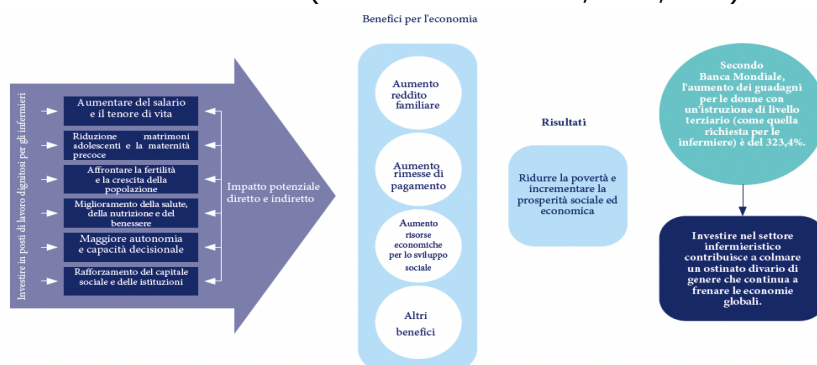 Benefici per l'economia
Investire in posti di lavoro dignitosi per gli infermieri
Aumentare del salario
e il tenore di vita
Riduzione matrimoni
adolescenti e la maternità
precoce
Affrontare la fertilità
e la crescita della
popolazione
Miglioramento della salute,
della nutrizione e del
benessere
Maggiore autonomia
e capacità decisionale
Rafforzamento del capitale
sociale e delle istituzioni
Impatto potenziale
diretto e indiretto
Aumento
reddito
familiare
Aumento
rimesse di
pagamento
Aumento
risorse
economiche
per lo sviluppo
sociale
Altri
benefici
Risultati
Ridurre la povertà e
incrementare la
prosperità sociale ed
economica
Secondo
Banca Mondiale,
l'aumento dei guadagni
per le donne con
un'istruzione di livello
terziario (come quella
richiesta per le
infermiere) è del 323,4%.
Investire nel settore
infermieristico
contribuisce a colmare
un ostinato divario di
genere che continua a
frenare le economie
globali.